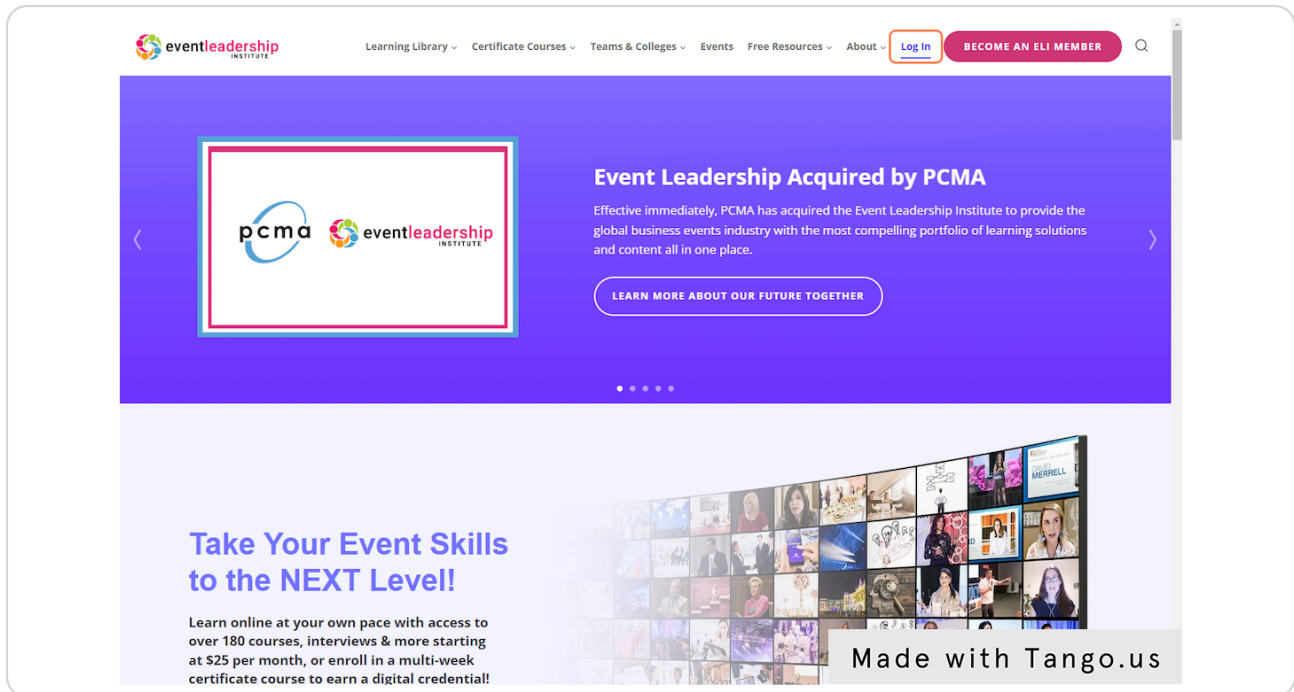 eventleadership
INSTITUTE
Learning Library Certificate Courses Teams & Colleges Events Free Resources About Log In BECOME AN ELI MEMBER
pcma eventleadership
INSTITUTE
Event Leadership Acquired by PCMA
Effective immediately, PCMA has acquired the Event Leadership Institute to provide the
global business events industry with the most compelling portfolio of learning solutions
and content all in one place.
LEARN MORE ABOUT OUR FUTURE TOGETHER
DAVID
MERRELL
Take Your Event Skills
to the NEXT Level!
Learn online at your own pace with access to
over 180 courses, interviews & more starting
at $25 per month, or enroll in a multi-week
certificate course to earn a digital credential!
Made with Tango.us